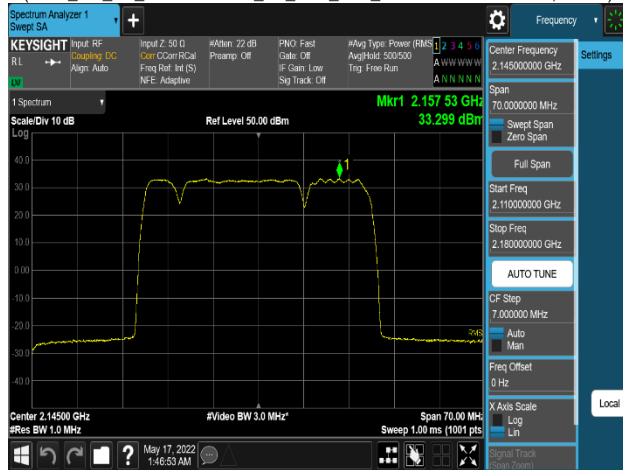 Spectrum Analyzer 1
Swept SA
Frequency
KEYSIGHT
RL
Input: RF
Coupling: DC
Align: Auto
Input Z: 50 Ω
Corr CCorr RCal
Freq Ref: Int (S)
NFE: Adaptive
#Atten: 22 dB
Preamp: Off
PNO: Fast
Gate: Off
IF Gain: Low
Sig Track: Off
#Avg Type: Power (RMS
Avg|Hold: 500/500
Trig: Free Run
1 2 3 4 5 6
A W W W W W
A N N N N N
LXI
1 Spectrum
Scale/Div 10 dB
Log
Ref Level 50.00 dBm
Mkr1 2.157 53 GHz
33.299 dBm
40.0
30.0
20.0
10.0
0.00
-10.0
-20.0
-30.0
-40.0
1
RMS
Center 2.14500 GHz
#Res BW 1.0 MHz
#Video BW 3.0 MHz*
Span 70.00 MHz
Sweep 1.00 ms (1001 pts
May 17, 2022
1:46:53 AM
Center Frequency
2.145000000 GHz
Span
70.0000000 MHz
Swept Span
Zero Span
Full Span
Start Freq
2.110000000 GHz
Stop Freq
2.180000000 GHz
AUTO TUNE
CF Step
7.000000 MHz
Auto
Man
Freq Offset
0 Hz
X Axis Scale
Log
Lin
Signal Track
(Span Zoom)
Settings
Local